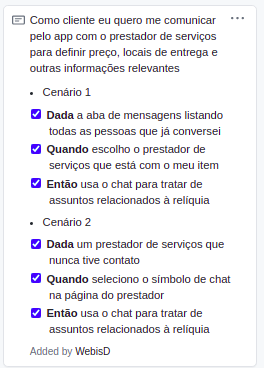 Como cliente eu quero me comunicar
pelo app com o prestador de serviços
para definir preço, locais de entrega e
outras informações relevantes
• Cenário 1
Dada a aba de mensagens listando
todas as pessoas que já conversei
Quando escolho o prestador de
serviços que está com o meu item
Então usa o chat para tratar de
assuntos relacionados à relíquia
• Cenário 2
Dada um prestador de serviços que
nunca tive contato
Quando seleciono o símbolo de chat
na página do prestador
Então usa o chat para tratar de
assuntos relacionados à relíquia
Added by WebisD